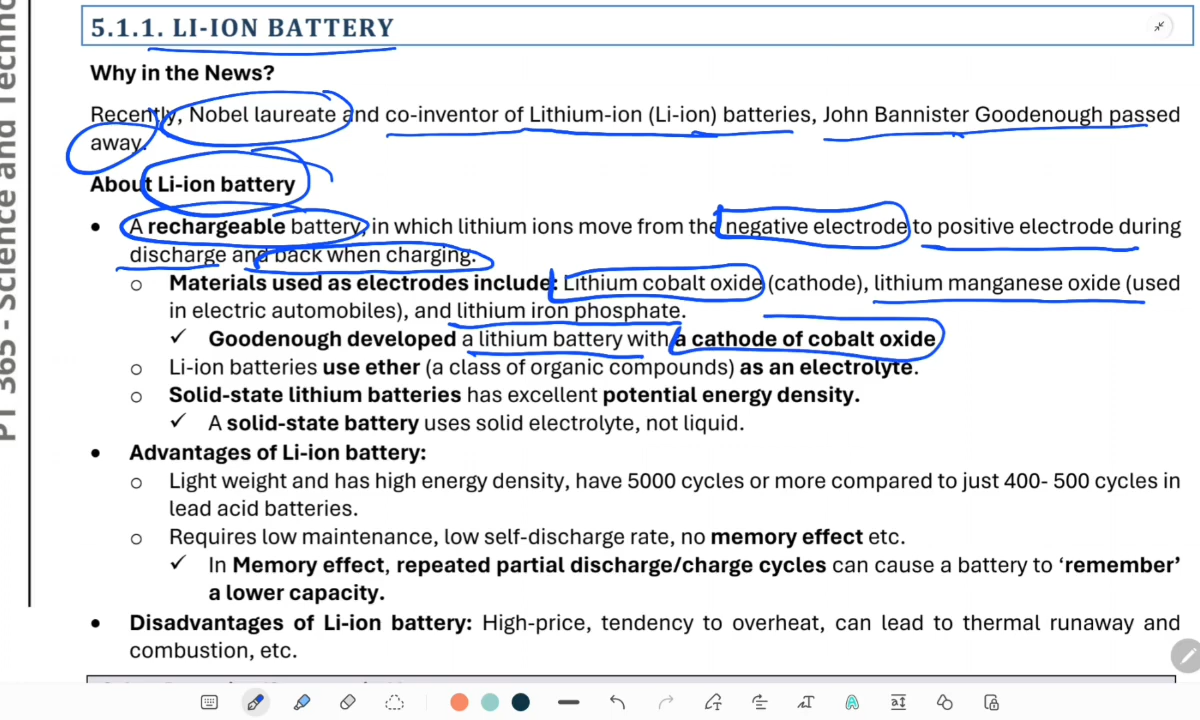 PT 365 - Science and Techno
5.1.1. LI-ION BATTERY
Why in the News?
Recently, Nobel laureate and co-inventor of Lithium-ion (Li-ion) batteries, John Bannister Goodenough passed
away.
About Li-ion battery
• A rechargeable battery, in which lithium ions move from the negative electrode to positive electrode during
discharge and back when charging.
o Materials used as electrodes include: Lithium cobalt oxide (cathode), lithium manganese oxide (used
in electric automobiles), and lithium iron phosphate.
✓ Goodenough developed a lithium battery with a cathode of cobalt oxide
o Li-ion batteries use ether (a class of organic compounds) as an electrolyte.
o Solid-state lithium batteries has excellent potential energy density.
✓ A solid-state battery uses solid electrolyte, not liquid.
• Advantages of Li-ion battery:
o Light weight and has high energy density, have 5000 cycles or more compared to just 400- 500 cycles in
lead acid batteries.
o Requires low maintenance, low self-discharge rate, no memory effect etc.
✓ In Memory effect, repeated partial discharge/charge cycles can cause a battery to ‘remember’
a lower capacity.
• Disadvantages of Li-ion battery: High-price, tendency to overheat, can lead to thermal runaway and
combustion, etc.